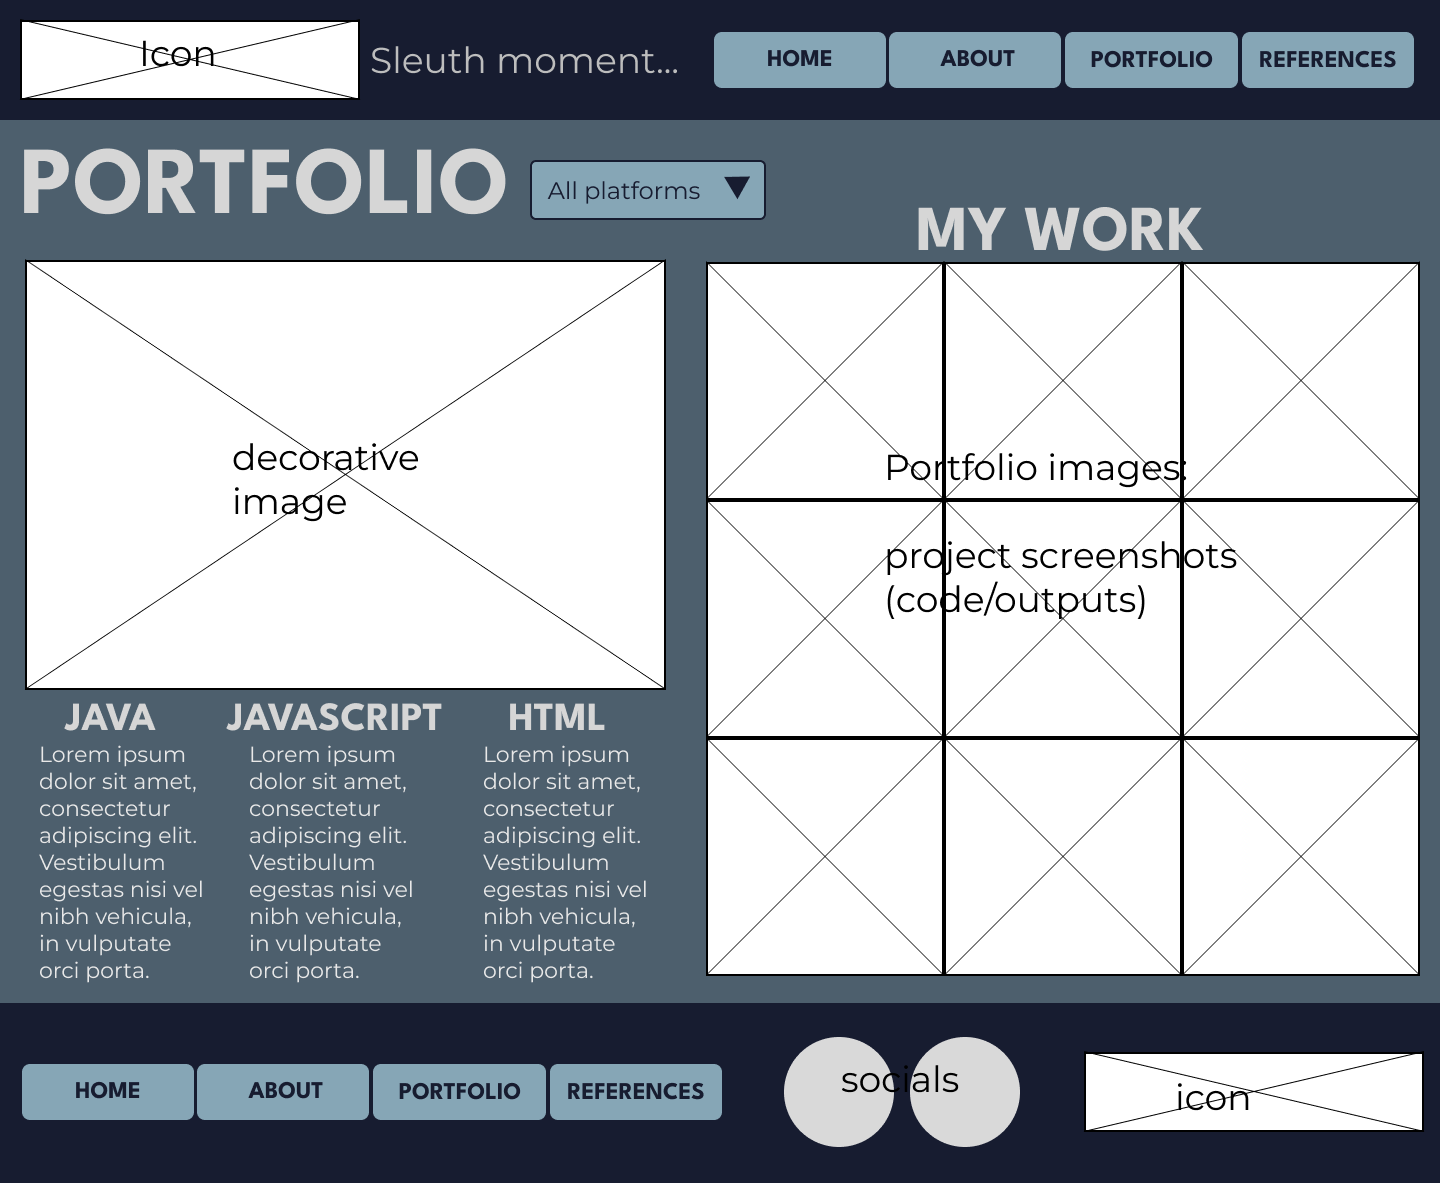 Icon
Sleuth moment...
HOME
ABOUT
PORTFOLIO
REFERENCES
PORTFOLIO
All platforms
MY WORK
decorative
image
Portfolio images:
project screenshots
(code/outputs)
JAVA
Lorem ipsum
dolor sit amet,
consectetur
adipiscing elit.
Vestibulum
egestas nisi vel
nibh vehicula,
in vulputate
orci porta.
JAVASCRIPT
Lorem ipsum
dolor sit amet,
consectetur
adipiscing elit.
Vestibulum
egestas nisi vel
nibh vehicula,
in vulputate
orci porta.
HTML
Lorem ipsum
dolor sit amet,
consectetur
adipiscing elit.
Vestibulum
egestas nisi vel
nibh vehicula,
in vulputate
orci porta.
HOME
ABOUT
PORTFOLIO
REFERENCES
socials
icon